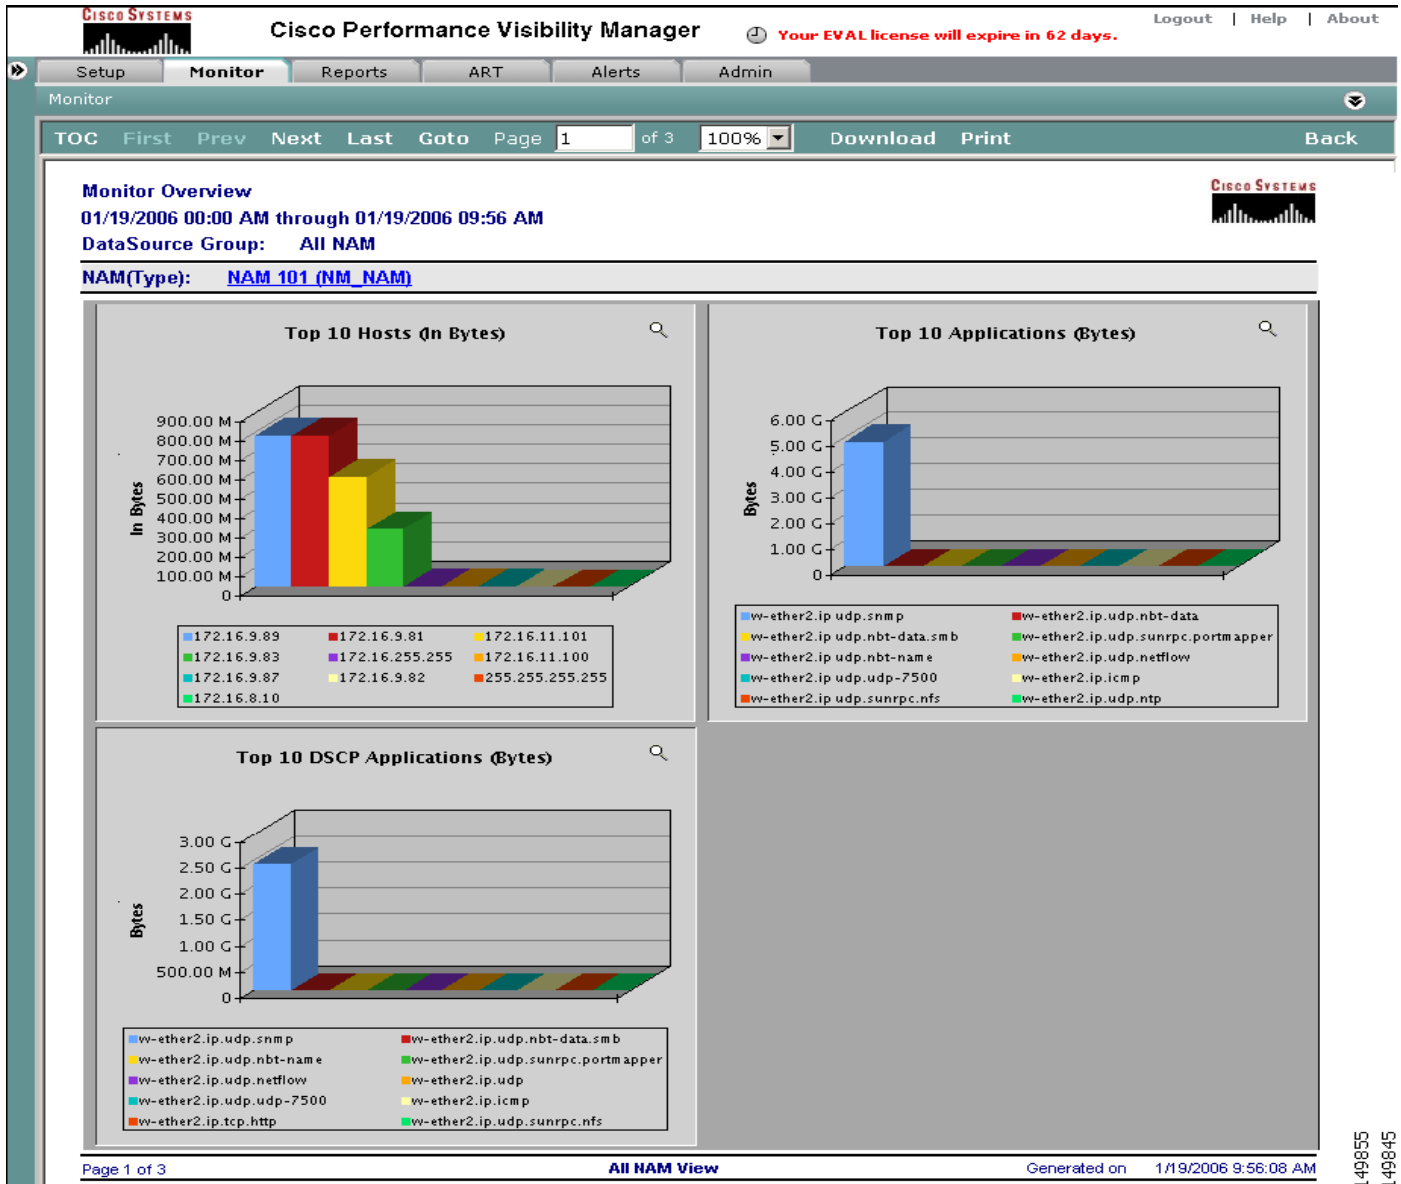 CISCO SYSTEMS
Cisco Performance Visibility Manager
Your EVAL license will expire in 62 days.
Logout | Help | About
Setup Monitor Reports ART Alerts Admin
Monitor
TOC First Prev Next Last Goto Page 1 of 3 100% Download Print Back
Monitor Overview
CISCO SYSTEMS
01/19/2006 00:00 AM through 01/19/2006 09:56 AM
DataSource Group: All NAM
NAM(Type): NAM 101 (NM_NAM)
Top 10 Hosts (In Bytes)
In Bytes
900.00 M
800.00 M
700.00 M
600.00 M
500.00 M
400.00 M
300.00 M
200.00 M
100.00 M
0
172.16.9.89 172.16.9.81 172.16.11.101
172.16.9.83 172.16.255.255 172.16.11.100
172.16.9.87 172.16.9.82 255.255.255.255
172.16.8.10
Top 10 Applications (Bytes)
Bytes
6.00 G
5.00 G
4.00 G
3.00 G
2.00 G
1.00 G
0
w-ether2.ip udp.snmp w-ether2.ip.udp.nbt-data
w-ether2.ip udp.nbt-data.smb w-ether2.ip.udp.sunrpc.portmapper
w-ether2.ip udp.nbt-name w-ether2.ip.udp.netflow
w-ether2.ip udp.udp-7500 w-ether2.ip.icmp
w-ether2.ip udp.sunrpc.nfs w-ether2.ip.udp.ntp
Top 10 DSCP Applications (Bytes)
Bytes
3.00 G
2.50 G
2.00 G
1.50 G
1.00 G
500.00 M
0
w-ether2.ip.udp.snmp w-ether2.ip.udp.nbt-data.smb
w-ether2.ip.udp.nbt-name w-ether2.ip.udp.sunrpc.portmapper
w-ether2.ip.udp.netflow w-ether2.ip.udp
w-ether2.ip.udp.udp-7500 w-ether2.ip.icmp
w-ether2.ip.tcp.http w-ether2.ip.udp.sunrpc.nfs
Page 1 of 3 All NAM View Generated on 1/19/2006 9:56:08 AM
149855
149845